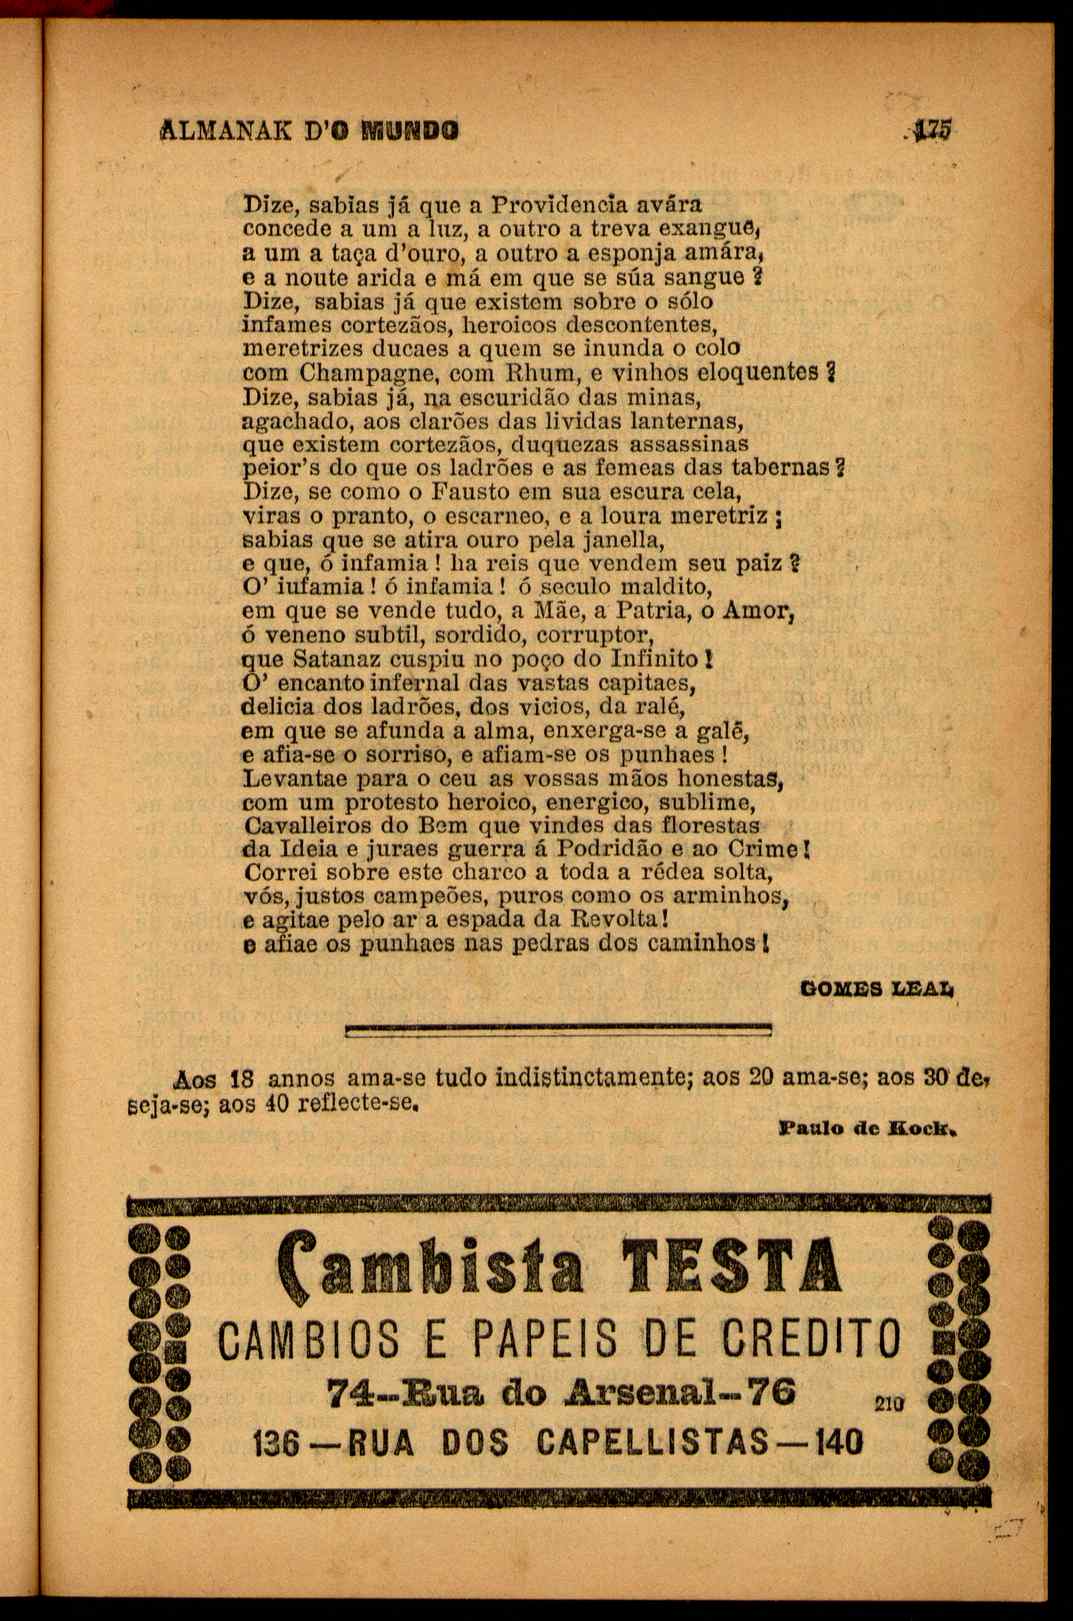 ALMANAK D'O MUNDO 175
Dize, sabias já que a Providencia avára
concede a um a luz, a outro a treva exangue,
a um a taça d'ouro, a outro a esponja amára,
e a noute arida e má em que se súa sangue?
Dize, sabias já que existem sobre o sólo
infames cortezãos, heroicos descontentes,
meretrizes ducaes a quem se inunda o colo
com Champagne, com Rhum, e vinhos eloquentes?
Dize, sabias já, na escuridão das minas,
agachado, aos clarões das lividas lanternas,
que existem cortezãos, duquezas assassinas
peior's do que os ladrões e as femeas das tabernas?
Dize, se como o Fausto em sua escura cela,
viras o pranto, o escarneo, e a loura meretriz;
sabias que se atira ouro pela janella,
e que, ó infamia! ha reis que vendem seu paiz?
O' iufamia! ó infamia! ó seculo maldito,
em que se vende tudo, a Mãe, a Patria, o Amor,
ó veneno subtil, sordido, corruptor,
que Satanaz cuspiu no poço do Infinito!
O' encanto infernal das vastas capitaes,
delicia dos ladrões, dos vicios, da ralé,
em que se afunda a alma, enxerga-se a galé,
e afia-se o sorriso, e afiam-se os punhaes!
Levantae para o ceu as vossas mãos honestas,
com um protesto heroico, energico, sublime,
Cavalleiros do Bem que vindes das florestas
da Ideia e juraes guerra á Podridão e ao Crime!
Correi sobre este charco a toda a rédea solta,
vós, justos campeões, puros como os arminhos,
e agitae pelo ar a espada da Revolta!
e afiae os punhaes nas pedras dos caminhos!
GOMES LEAL
Aos 18 annos ama-se tudo indistinctamente; aos 20 ama-se; aos 30 de-
seja-se; aos 40 reflecte-se.
Paulo de Kock.
Cambista TESTA
CAMBIOS E PAPEIS DE CREDITO
74—Rua do Arsenal—76 210
136—RUA DOS CAPELLISTAS—140